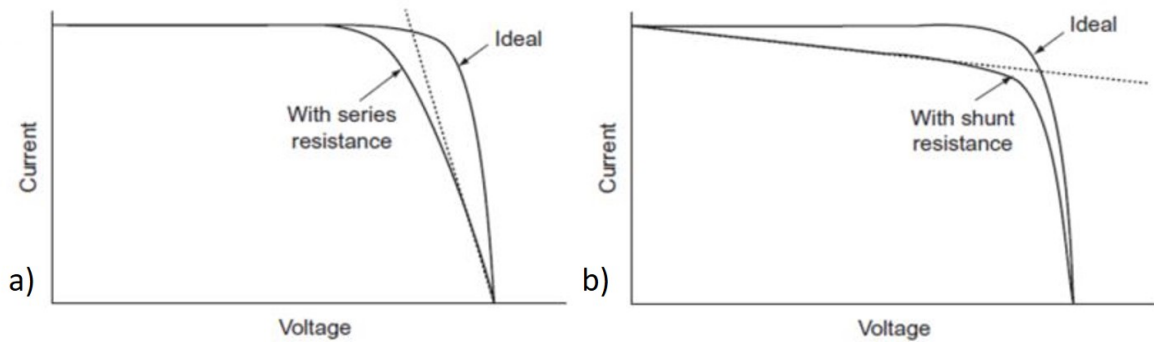 a)
Current
Ideal
With series
resistance
Voltage
b)
Current
Ideal
With shunt
resistance
Voltage